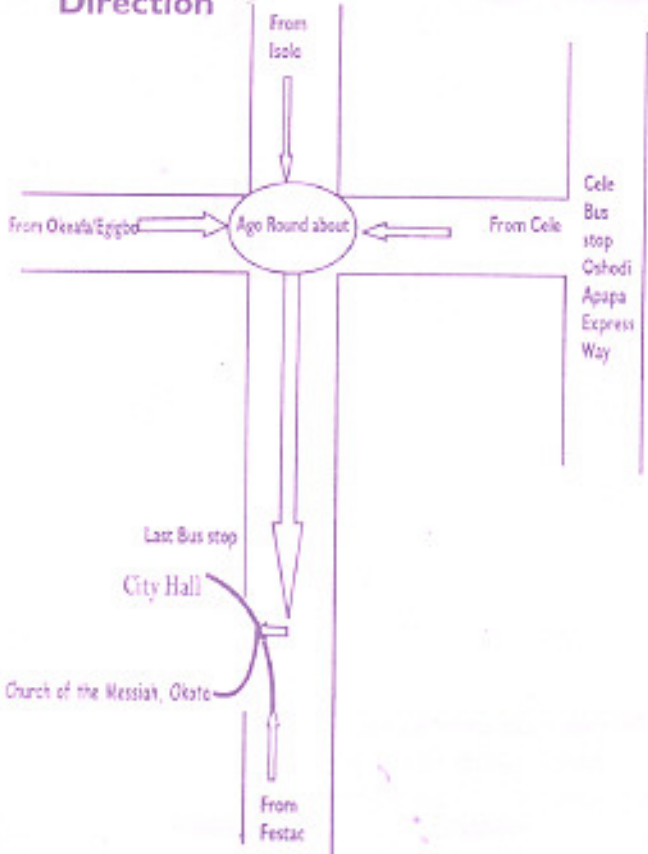 Direction
From
Isolo
From Okeafa/Egigbo
Ago Round about
From Cele
Cele
Bus
stop
Oshodi
Apapa
Express
Way
Last Bus stop
City Hall
Church of the Messiah, Okota
From
Festac